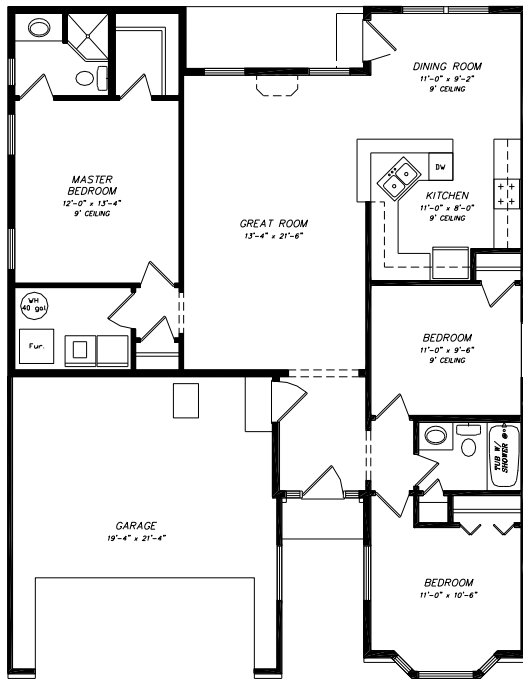 DINING ROOM
11'-0" x 9'-2"
9' CEILING
MASTER
BEDROOM
12'-0" x 13'-4"
9' CEILING
DW
KITCHEN
11'-0" x 8'-0"
9' CEILING
GREAT ROOM
13'-4" x 21'-6"
WH
40 gal.
Fur.
BEDROOM
11'-0" x 9'-6"
9' CEILING
TUB W/
SHOWER
GARAGE
19'-4" x 21'-4"
BEDROOM
11'-0" x 10'-6"